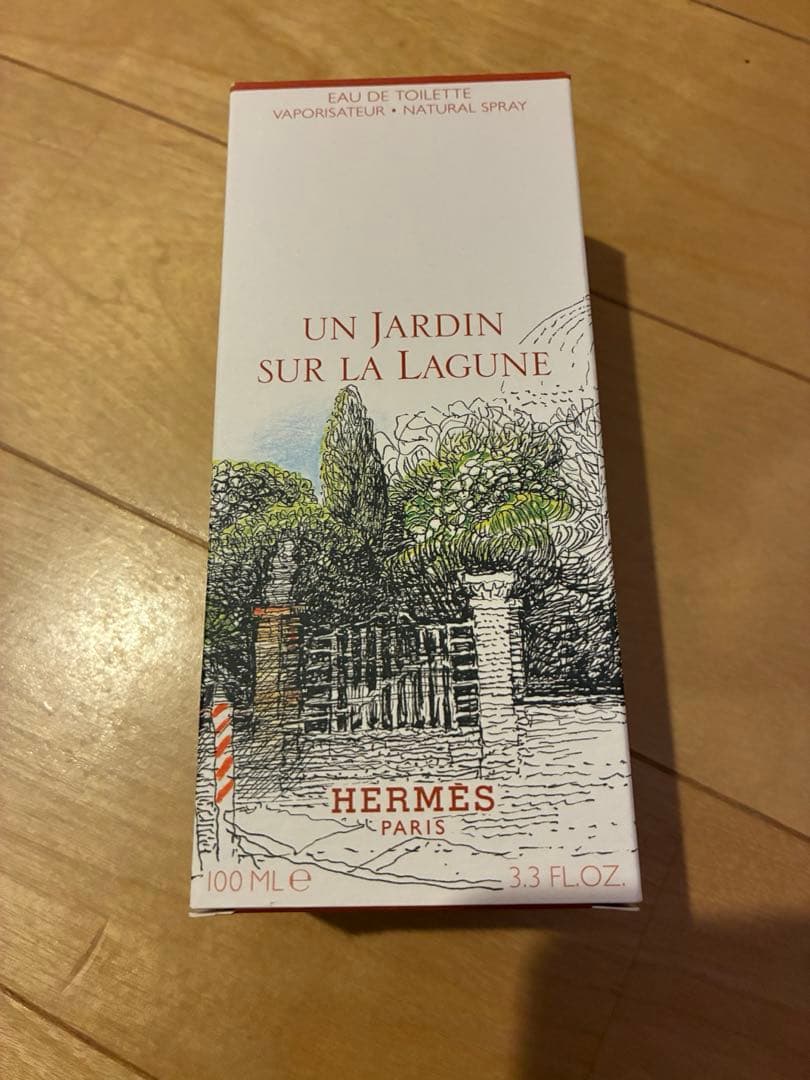 EAU DE TOILETTE
VAPORISATEUR • NATURAL SPRAY
UN JARDIN
SUR LA LAGUNE
HERMÈS
PARIS
100 ML ℮
3.3 FL.OZ.